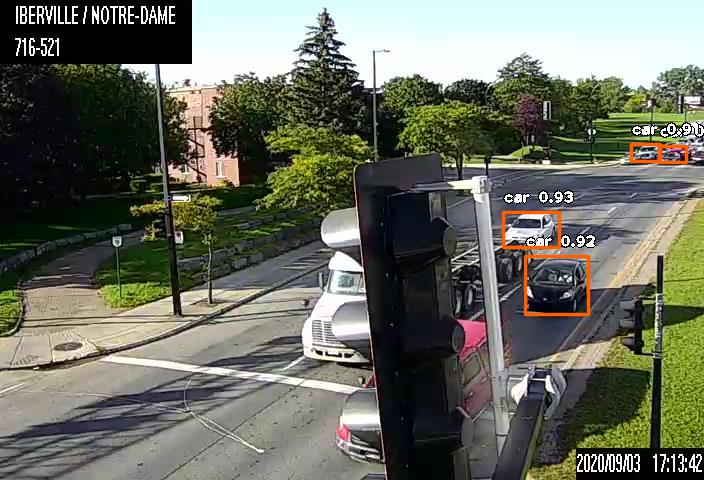 IBERVILLE / NOTRE-DAME
716-521
car 0.91
car 0.93
car 0.92
2020/09/03 17:13:42